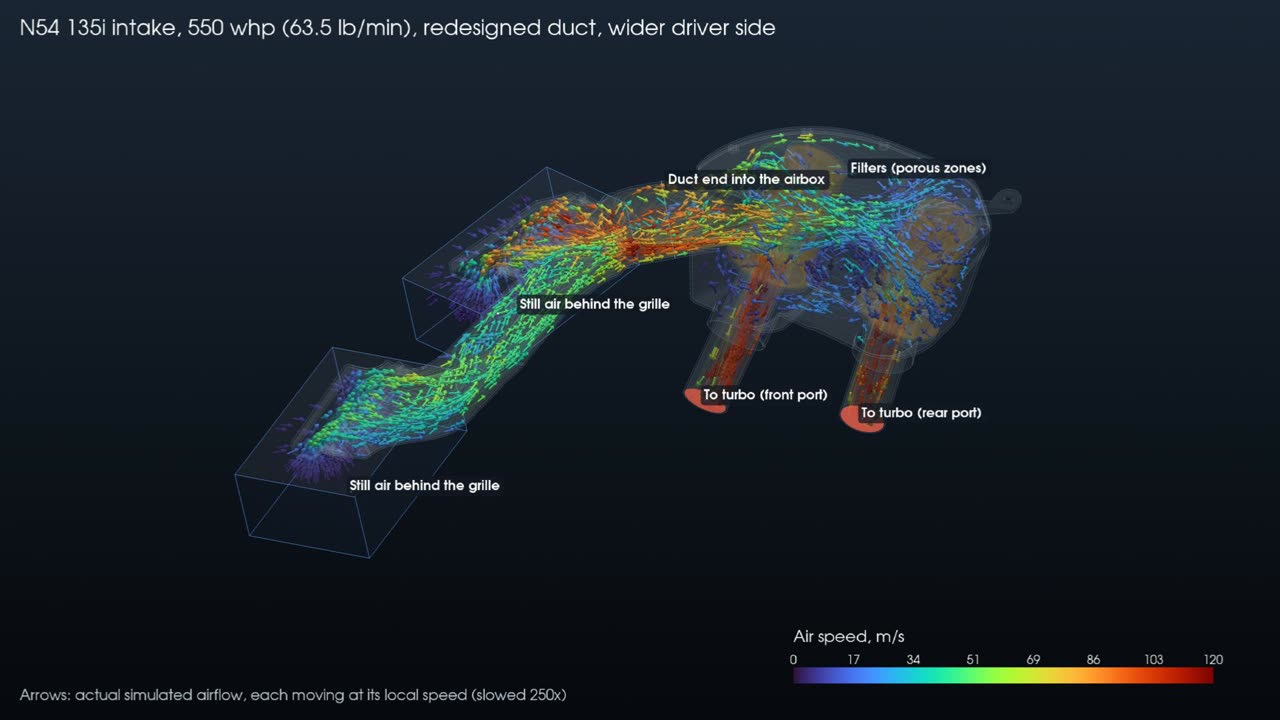 N54 135i intake, 550 whp (63.5 lb/min), redesigned duct, wider driver side
Duct end into the airbox
Filters (porous zones)
Still air behind the grille
To turbo (front port)
To turbo (rear port)
Still air behind the grille
Air speed, m/s
0 17 34 51 69 86 103 120
Arrows: actual simulated airflow, each moving at its local speed (slowed 250x)